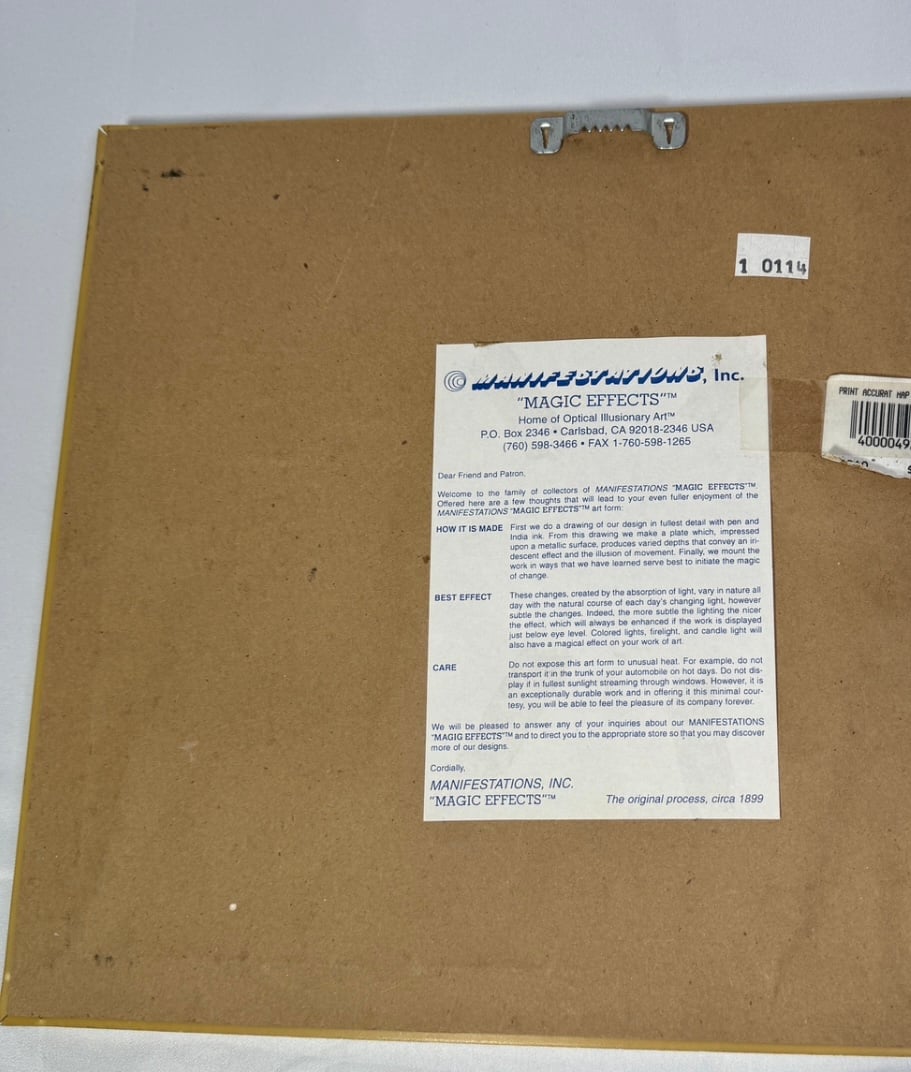 1 0114
MANIFESTATIONS, Inc.
"MAGIC EFFECTS"™
Home of Optical Illusionary Art™
P.O. Box 2346 • Carlsbad, CA 92018-2346 USA
(760) 598-3466 • FAX 1-760-598-1265
PRINT ACCURAT MAP
4000049
Dear Friend and Patron,
Welcome to the family of collectors of MANIFESTATIONS "MAGIC EFFECTS"™
Offered here are a few thoughts that will lead to your even fuller enjoyment of the
MANIFESTATIONS "MAGIC EFFECTS"™ art form:
HOW IT IS MADE First we do a drawing of our design in fullest detail with pen and
India ink. From this drawing we make a plate which, impressed
upon a metallic surface, produces varied depths that convey an in-
descent effect and the illusion of movement. Finally, we mount the
work in ways that we have learned serve best to initiate the magic
of change.
BEST EFFECT These changes, created by the absorption of light, vary in nature all
day with the natural course of each day's changing light, however
subtle the changes. Indeed, the more subtle the lighting the nicer
the effect, which will always be enhanced if the work is displayed
just below eye level. Colored lights, firelight, and candle light will
also have a magical effect on your work of art.
CARE Do not expose this art form to unusual heat. For example, do not
transport it in the trunk of your automobile on hot days. Do not dis-
play if in fullest sunlight streaming through windows. However, it is
an exceptionally durable work and in offering it this minimal cour-
tesy, you will be able to feel the pleasure of its company forever.
We will be pleased to answer any of your inquiries about our MANIFESTATIONS
"MAGIG EFFECTS"™ and to direct you to the appropriate store so that you may discover
more of our designs.
Cordially,
MANIFESTATIONS, INC.
"MAGIC EFFECTS"™ The original process, circa 1899